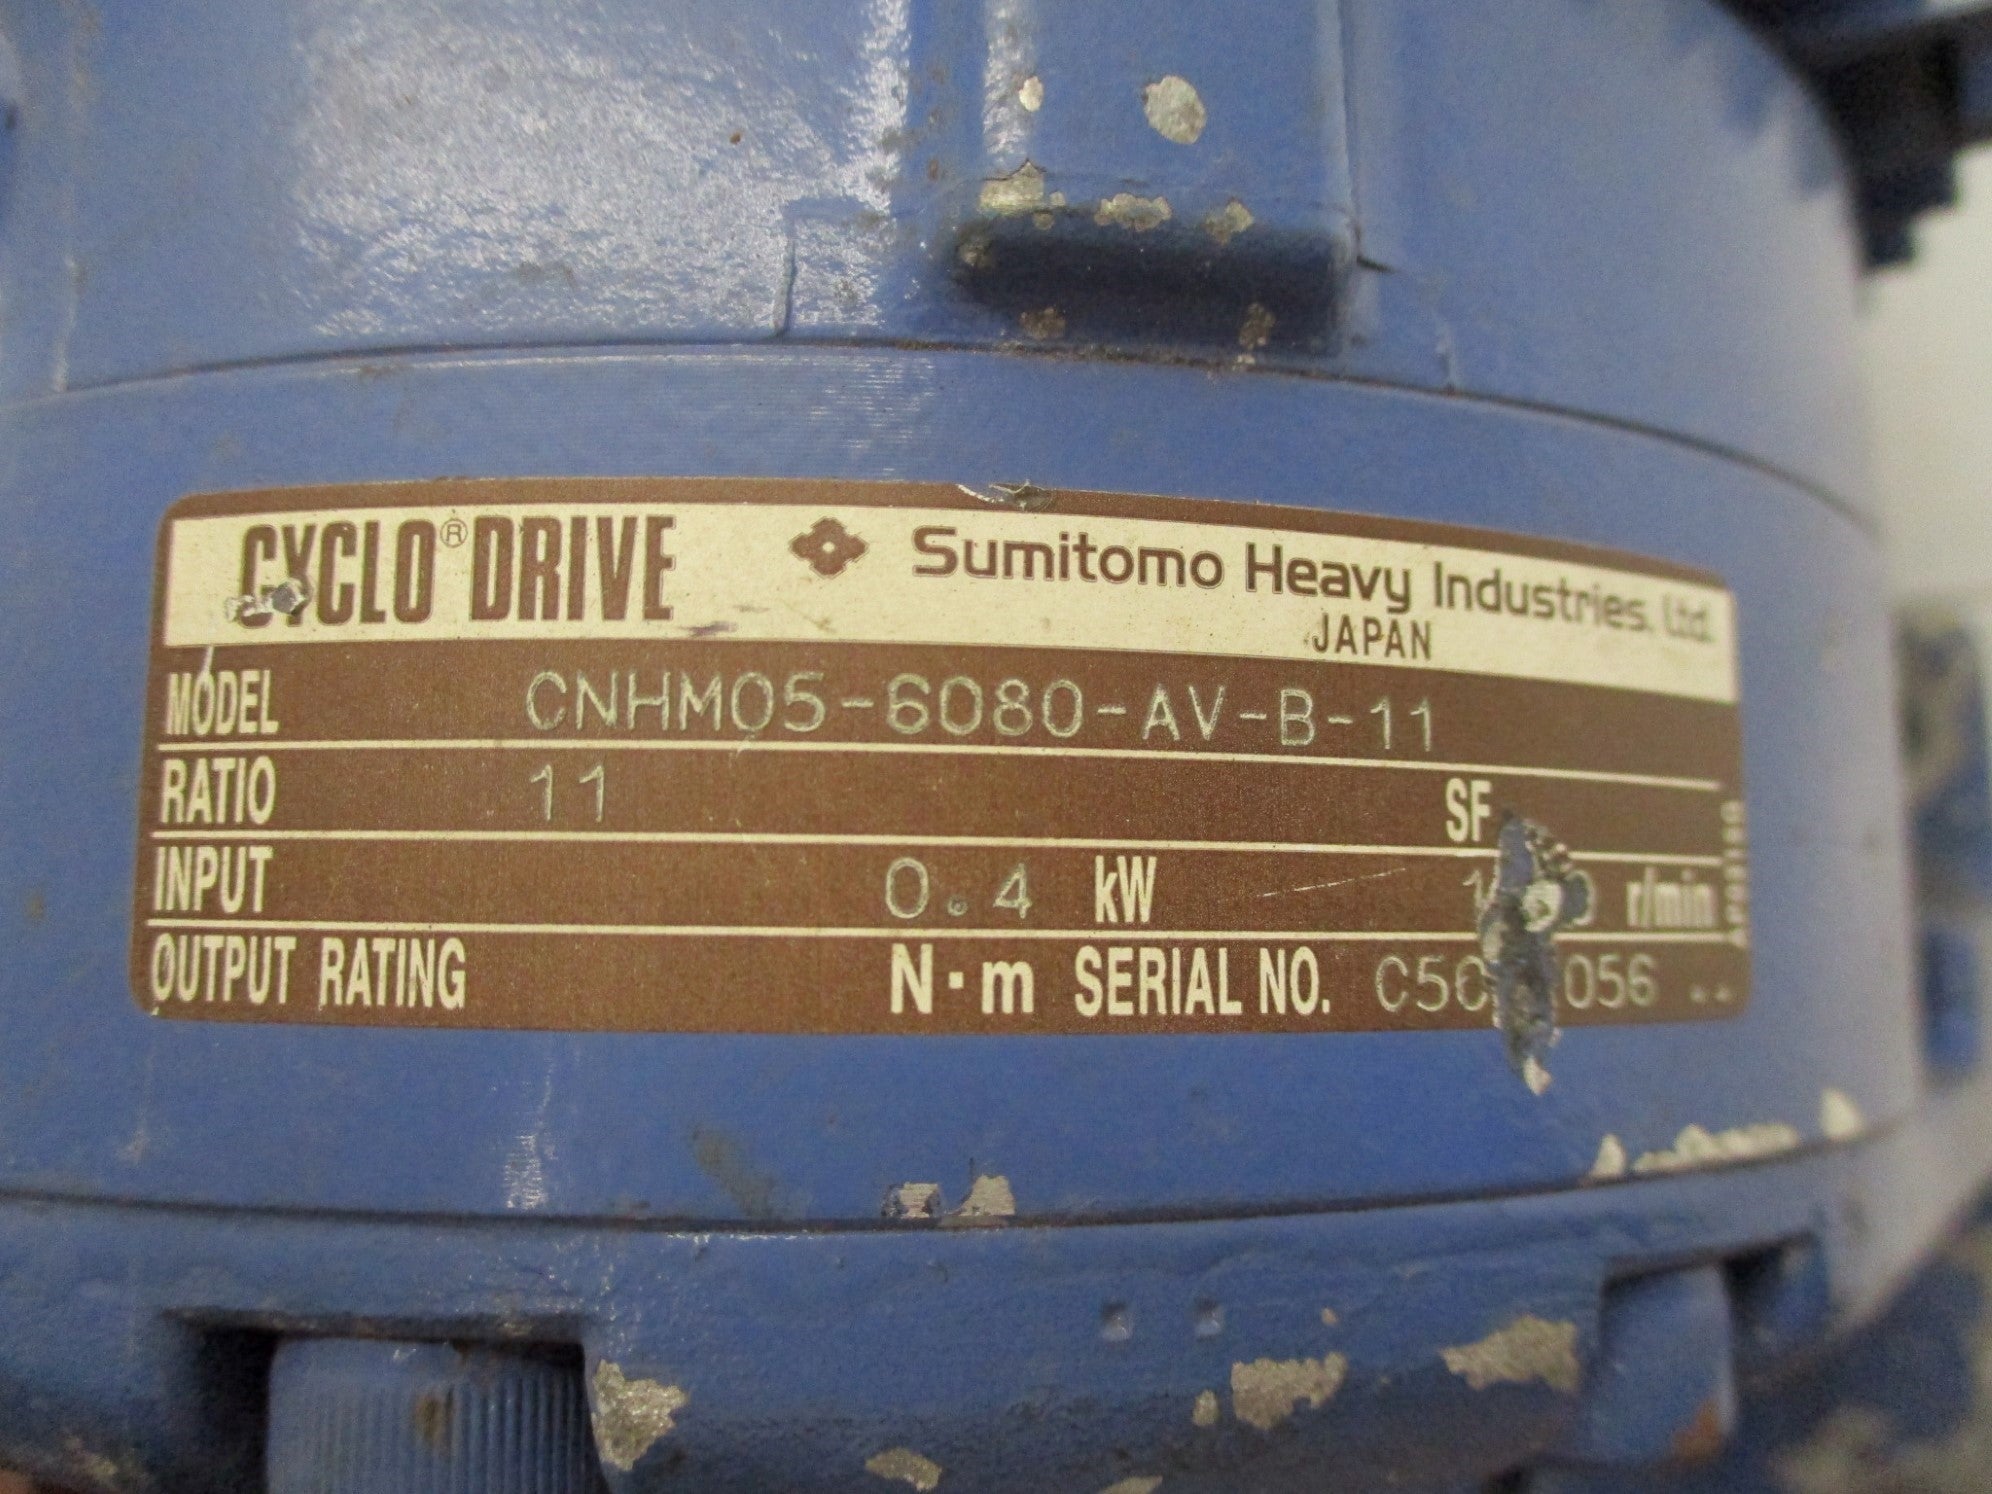 CYCLO® DRIVE Sumitomo Heavy Industries, Ltd.
JAPAN
MODEL CNHM05-6080-AV-B-11
RATIO 11 SF
INPUT 0.4 kW r/min
OUTPUT RATING N·m SERIAL NO.